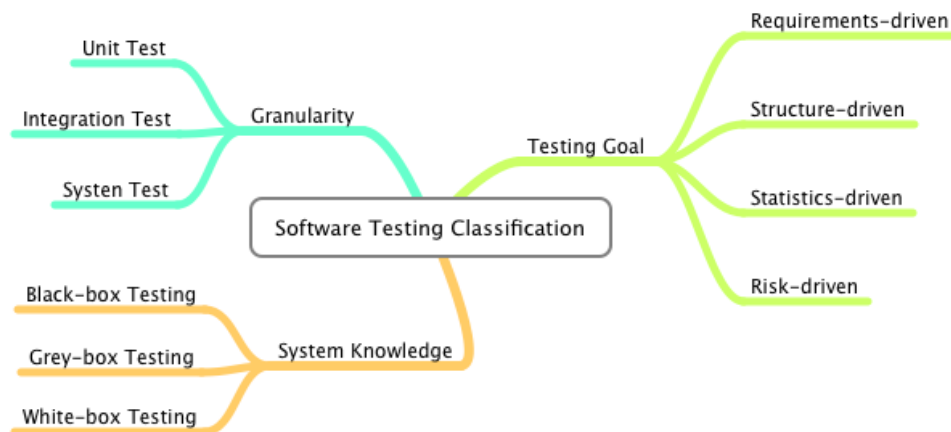 Software Testing Classification
Granularity
Unit Test
Integration Test
Systen Test
Testing Goal
Requirements-driven
Structure-driven
Statistics-driven
Risk-driven
System Knowledge
Black-box Testing
Grey-box Testing
White-box Testing